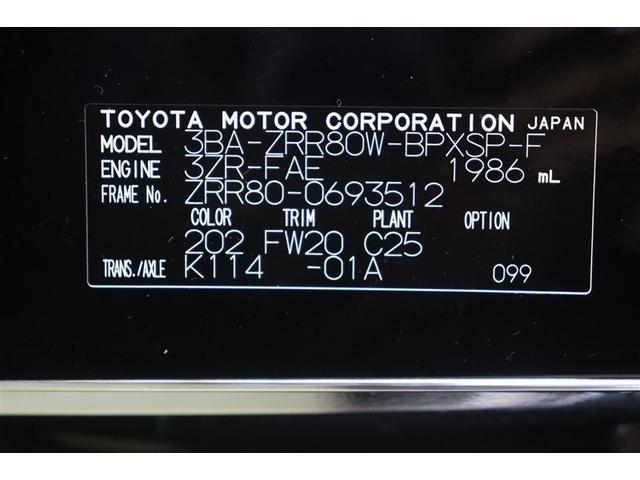 TOYOTA MOTOR CORPORATION JAPAN
MODEL 3BA-ZRR80W-BPXSP-F
ENGINE 3ZR-FAE 1986 mL
FRAME No. ZRR80-0693512
COLOR TRIM PLANT OPTION
202 FW20 C25
TRANS./AXLE K114 -01A 099